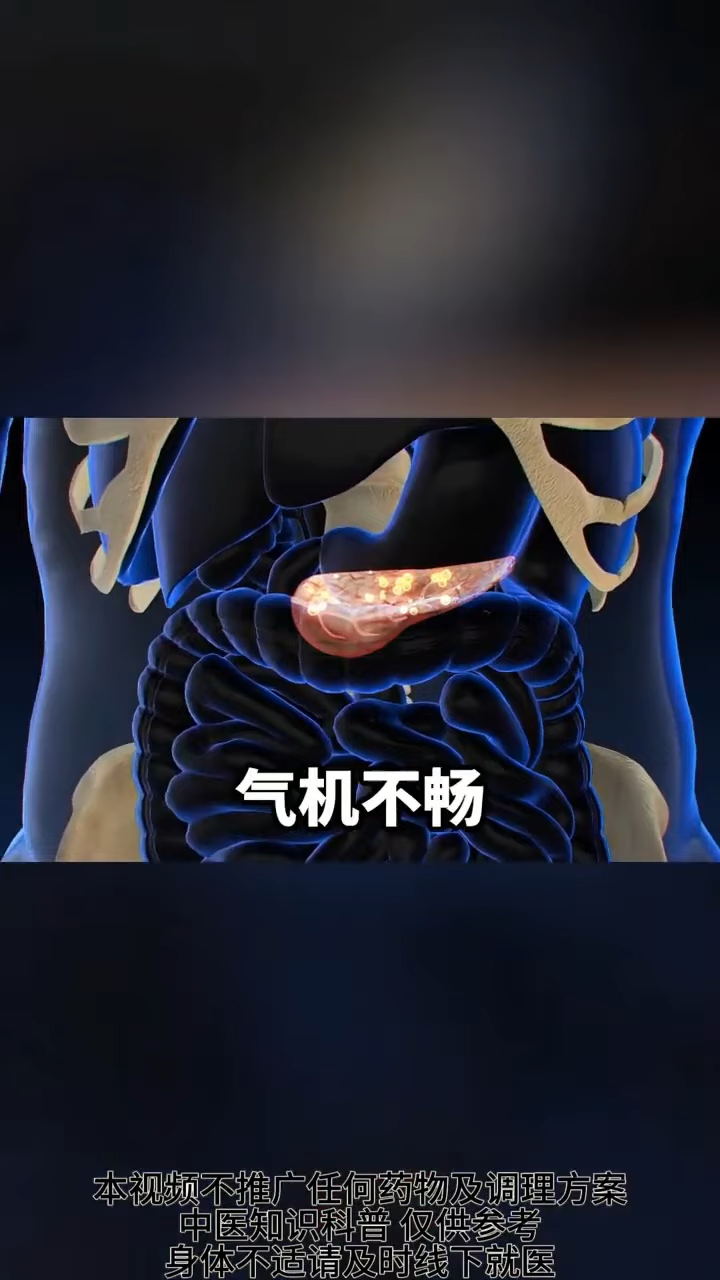 气机不畅
本视频不推广任何药物及调理方案
中医知识科普 仅供参考
身体不适请及时线下就医